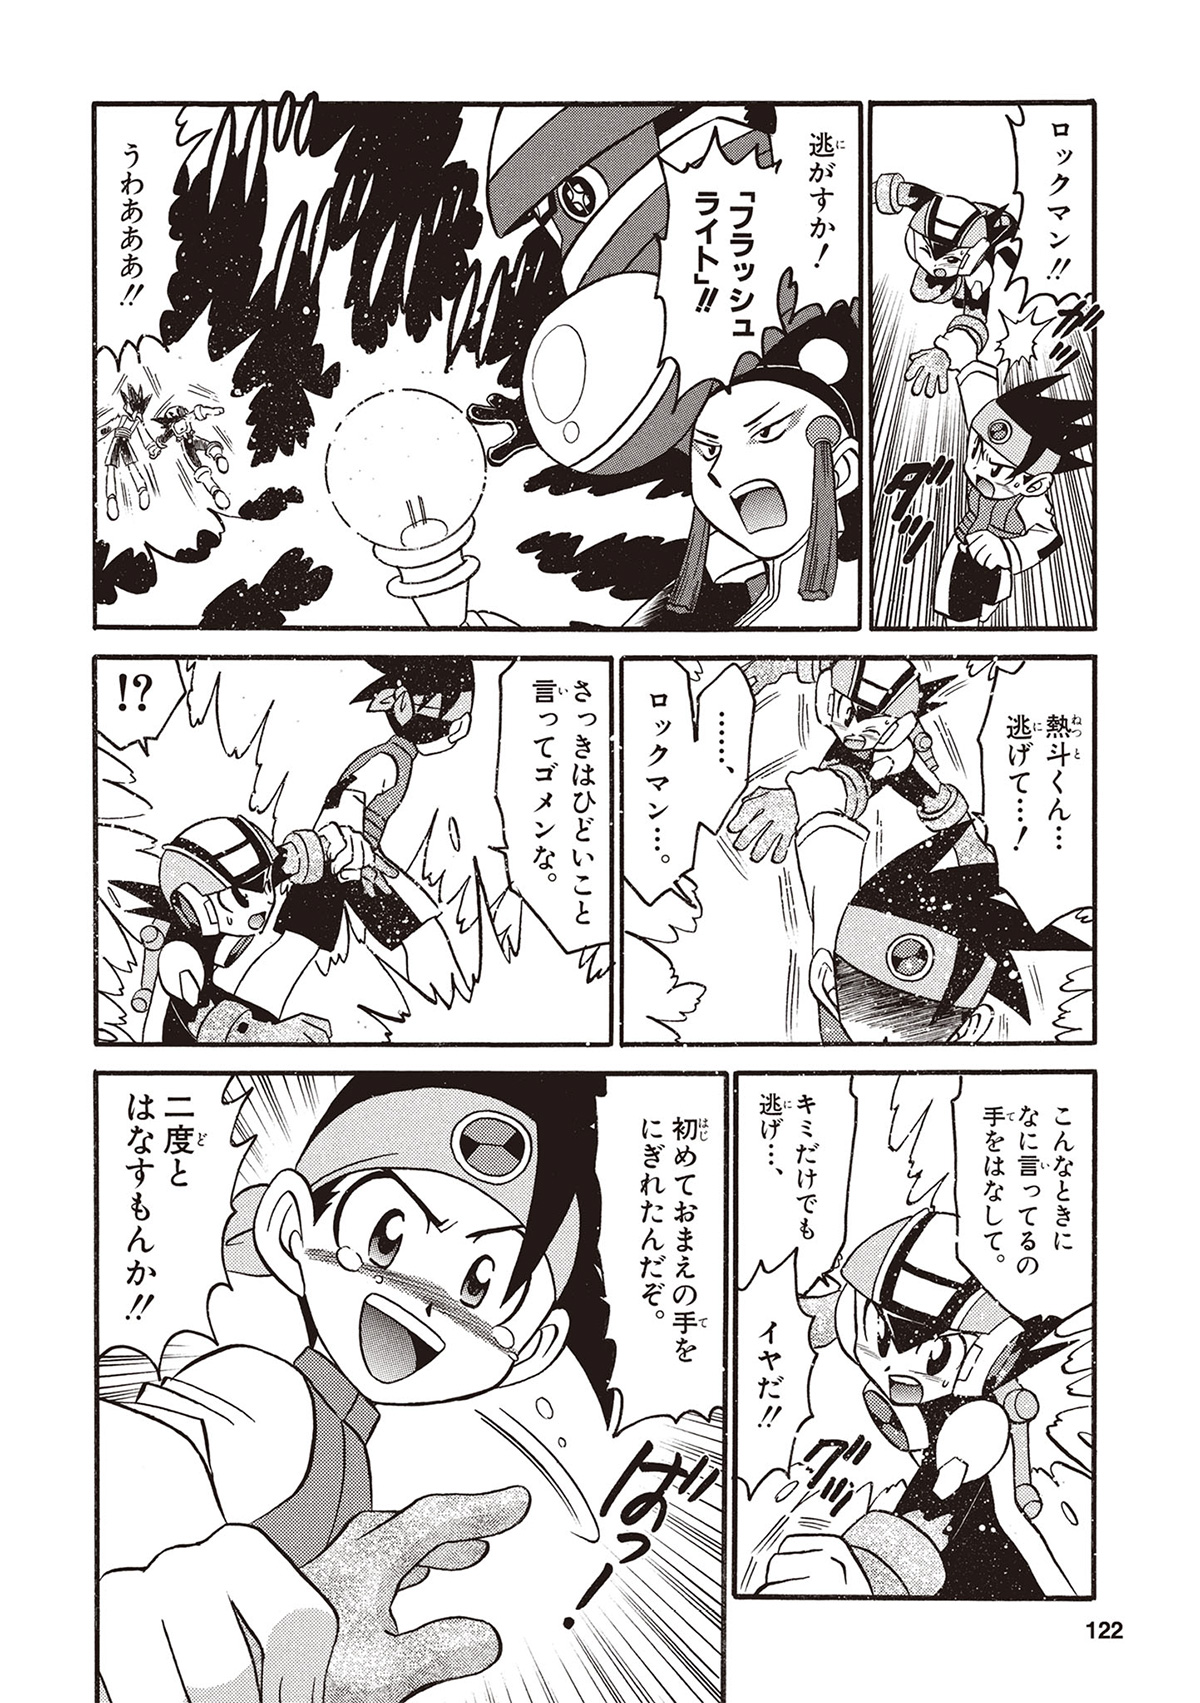 ロックマン!!
ガッ
ダッ
逃がすか!
「フラッシュ
ライト」!!
うわあああ!!
熱斗くん…
逃げて……!
……、
ロックマン…。
さっきはひどいこと
言ってゴメンな。
!?
こんなときに
なに言ってるの
手をはなして。
キミだけでも
逃げ…、
イヤだ!!
グッ
初めておまえの手を
にぎれたんだぞ。
ばっ!
二度と
はなすもんか!!
122